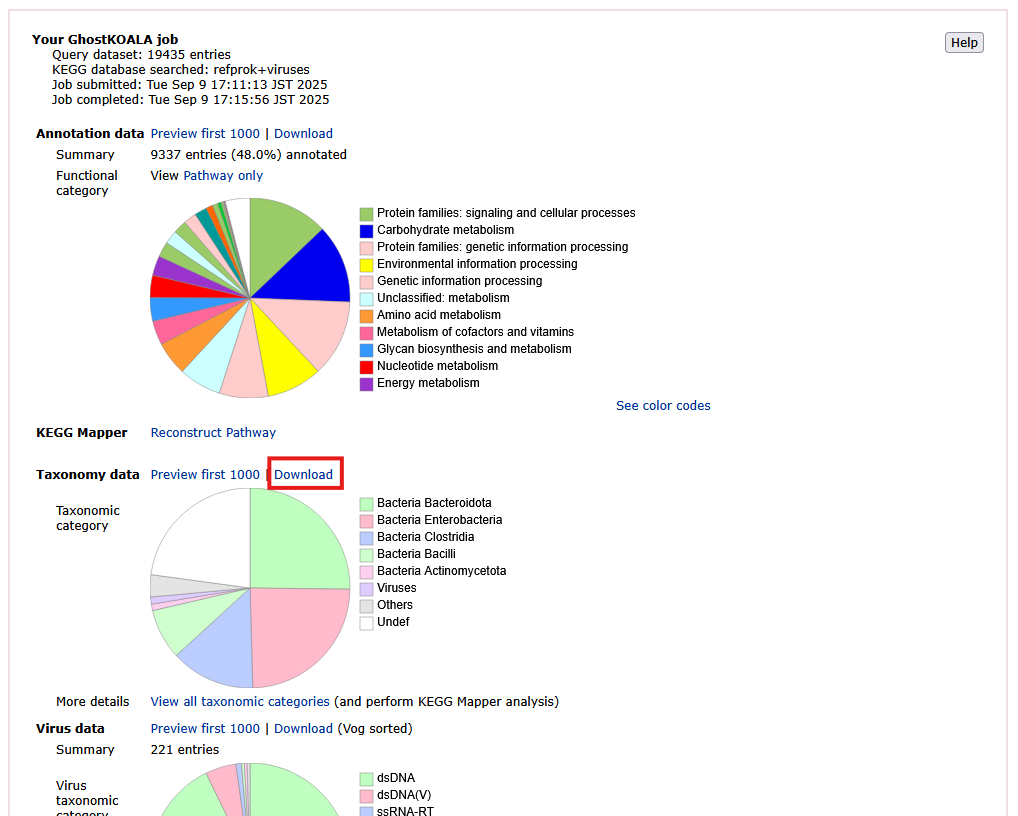 Your GhostKOALA job
Help
Query dataset: 19435 entries
KEGG database searched: refprok+viruses
Job submitted: Tue Sep 9 17:11:13 JST 2025
Job completed: Tue Sep 9 17:15:56 JST 2025
Annotation data Preview first 1000 | Download
Summary 9337 entries (48.0%) annotated
Functional category View Pathway only
Protein families: signaling and cellular processes
Carbohydrate metabolism
Protein families: genetic information processing
Environmental information processing
Genetic information processing
Unclassified: metabolism
Amino acid metabolism
Metabolism of cofactors and vitamins
Glycan biosynthesis and metabolism
Nucleotide metabolism
Energy metabolism
See color codes
KEGG Mapper Reconstruct Pathway
Taxonomy data Preview first 1000 | Download
Taxonomic category
Bacteria Bacteroidota
Bacteria Enterobacteria
Bacteria Clostridia
Bacteria Bacilli
Bacteria Actinomycetota
Viruses
Others
Undef
More details View all taxonomic categories (and perform KEGG Mapper analysis)
Virus data Preview first 1000 | Download (Vog sorted)
Summary 221 entries
Virus taxonomic category
dsDNA
dsDNA(V)
ssRNA-RT